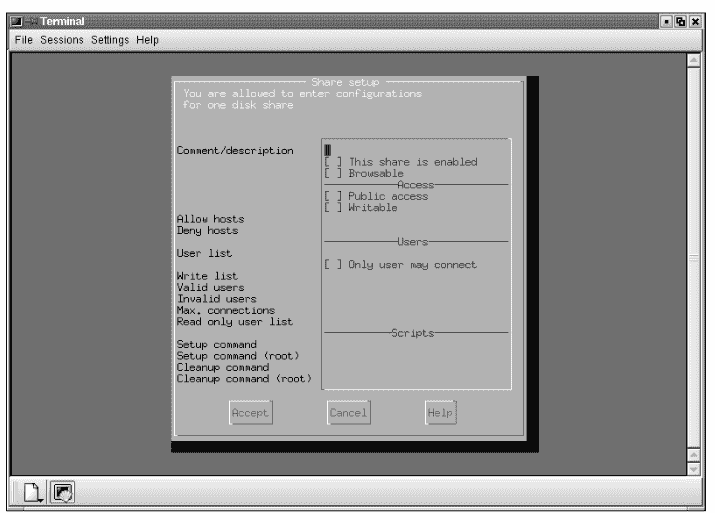 Terminal
File Sessions Settings Help
Share setup
You are allowed to enter configurations
for one disk share
Comment/description
[ ] This share is enabled
[ ] Browsable
Access
[ ] Public access
[ ] Writable
Allow hosts
Deny hosts
Users
User list
[ ] Only user may connect
Write list
Valid users
Invalid users
Max. connections
Read only user list
Scripts
Setup command
Setup command (root)
Cleanup command
Cleanup command (root)
Accept Cancel Help